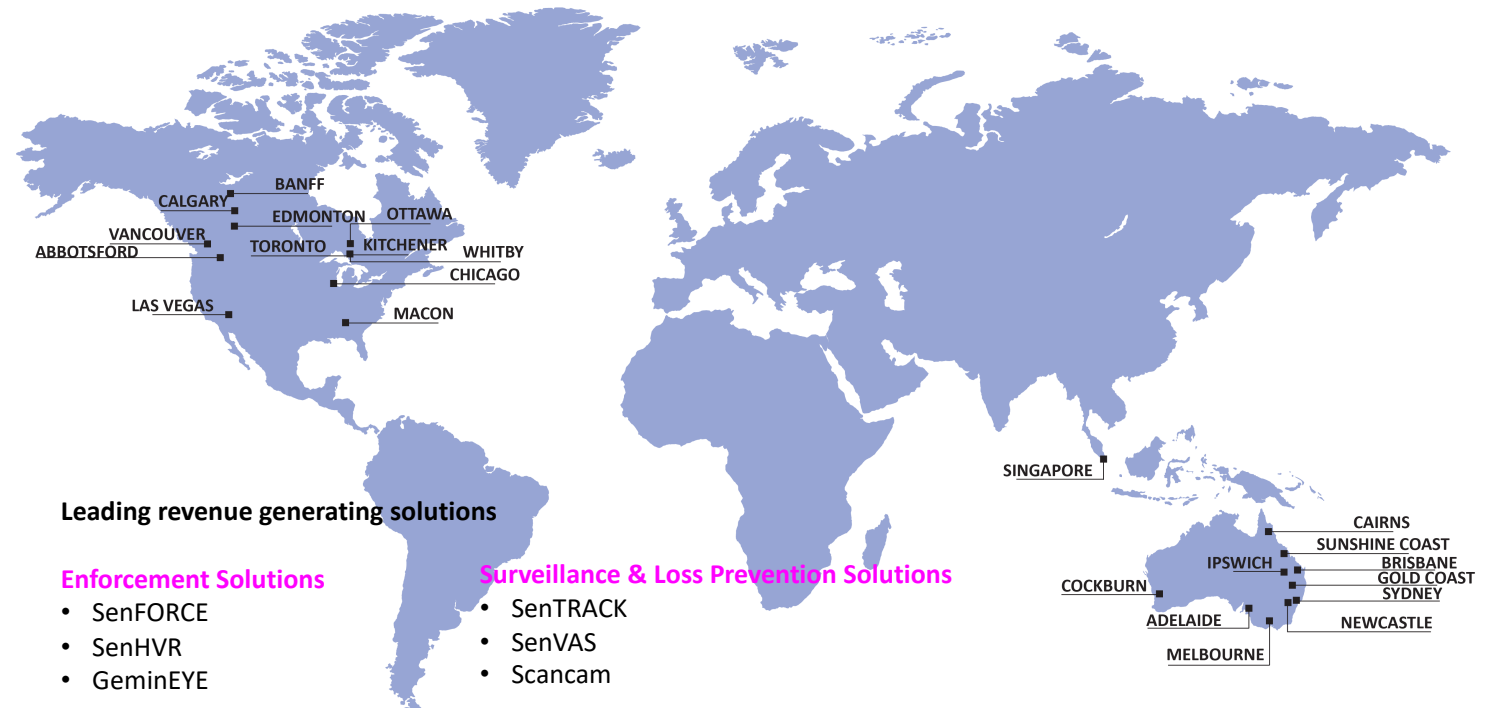 BANFF
CALGARY
EDMONTON
OTTAWA
VANCOUVER
ABBOTSFORD
TORONTO
KITCHENER
WHITBY
CHICAGO
LAS VEGAS
MACON
SINGAPORE
CAIRNS
SUNSHINE COAST
IPSWICH
BRISBANE
GOLD COAST
COCKBURN
SYDNEY
ADELAIDE
NEWCASTLE
MELBOURNE
Leading revenue generating solutions
Enforcement Solutions
• SenFORCE
• SenHVR
• GeminEYE
Surveillance & Loss Prevention Solutions
• SenTRACK
• SenVAS
• Scancam